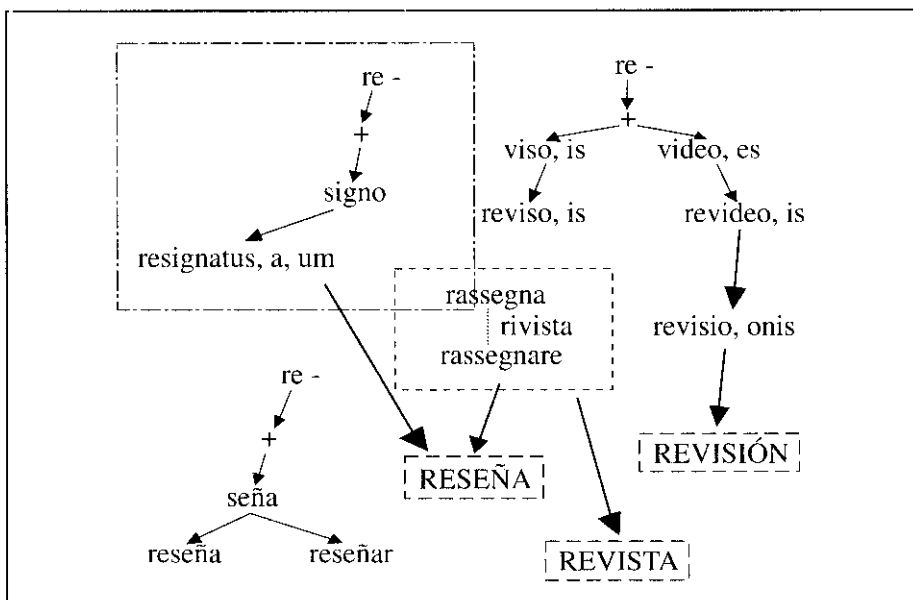 re -
+
signo
resignatus, a, um
re -
+
viso, is video, es
reviso, is revideo, is
revisio, onis
REVISIÓN
rassegna
rivista
rassegnare
RESEÑA
REVISTA
re -
+
seña
reseña reseñar